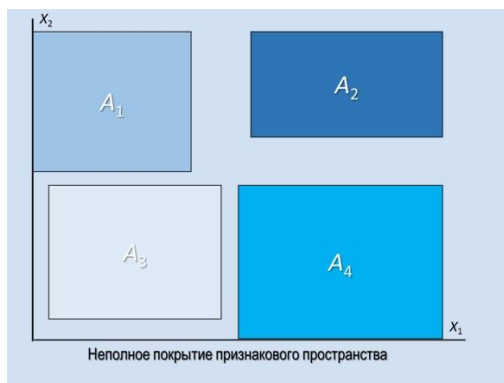 X₂
A₁
A₂
A₃
A₄
X₁
Неполное покрытие признакового пространства